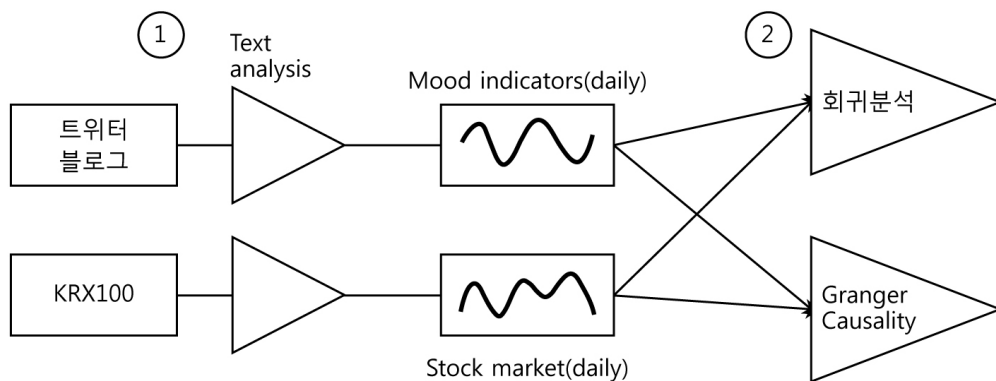 1
Text
analysis
트위터
블로그
Mood indicators(daily)
2
회귀분석
KRX100
Stock market(daily)
Granger
Causality